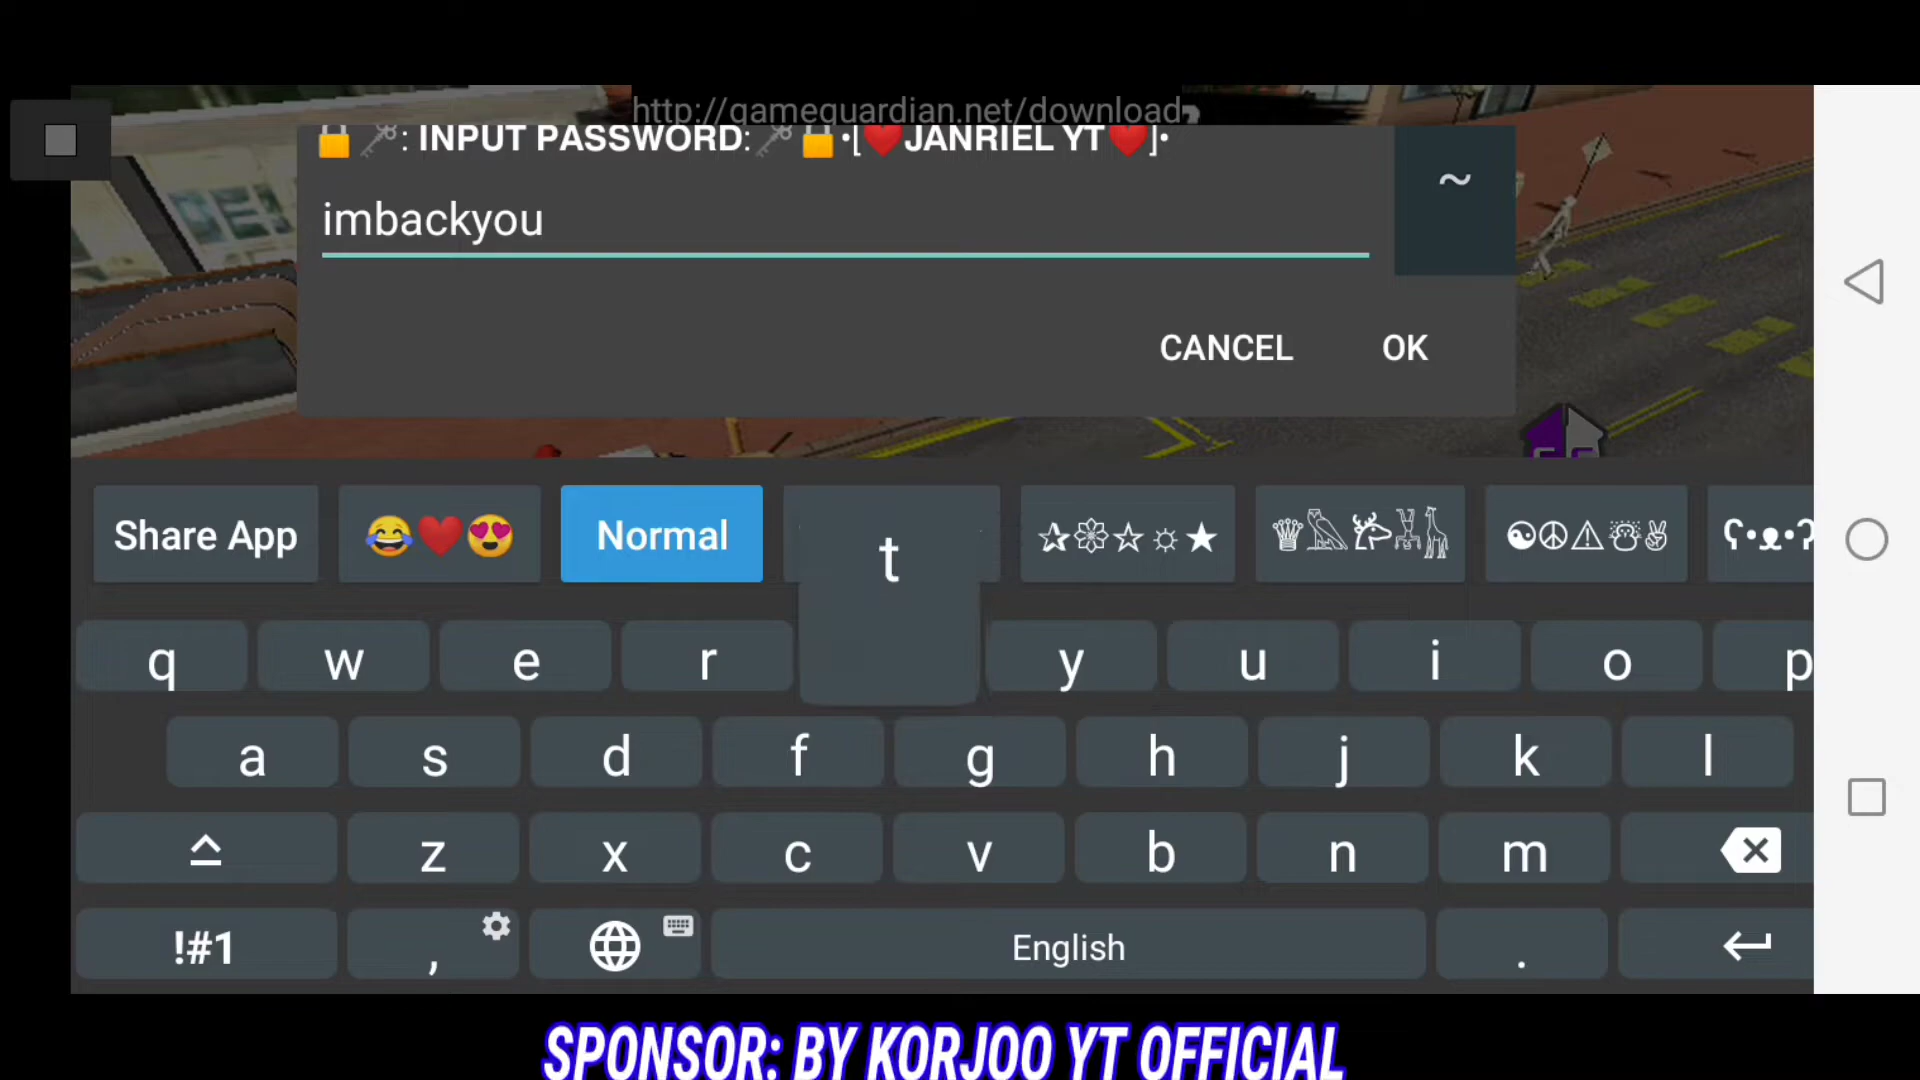 http://gameguardian.net/download
🔒🗝: INPUT PASSWORD:🗝🔒•[❤️JANRIEL YT❤️]•
imbackyou
~
CANCEL OK
Share App 😂❤️😍 Normal t ✰❁☆☼★ ☯☮⚠☃✌ ʕ•ᴥ•ʔ
q w e r y u i o p
a s d f g h j k l
z x c v b n m
!#1 , English .
SPONSOR: BY KORJOO YT OFFICIAL